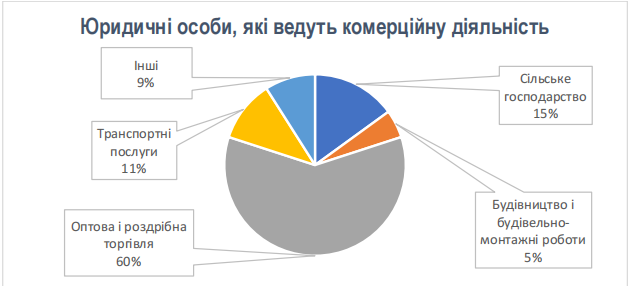 Юридичні особи, які ведуть комерційну діяльність
Інші
9%
Сільське
господарство
15%
Транспортні
послуги
11%
Оптова і роздрібна
торгівля
60%
Будівництво і
будівельно-
монтажні роботи
5%